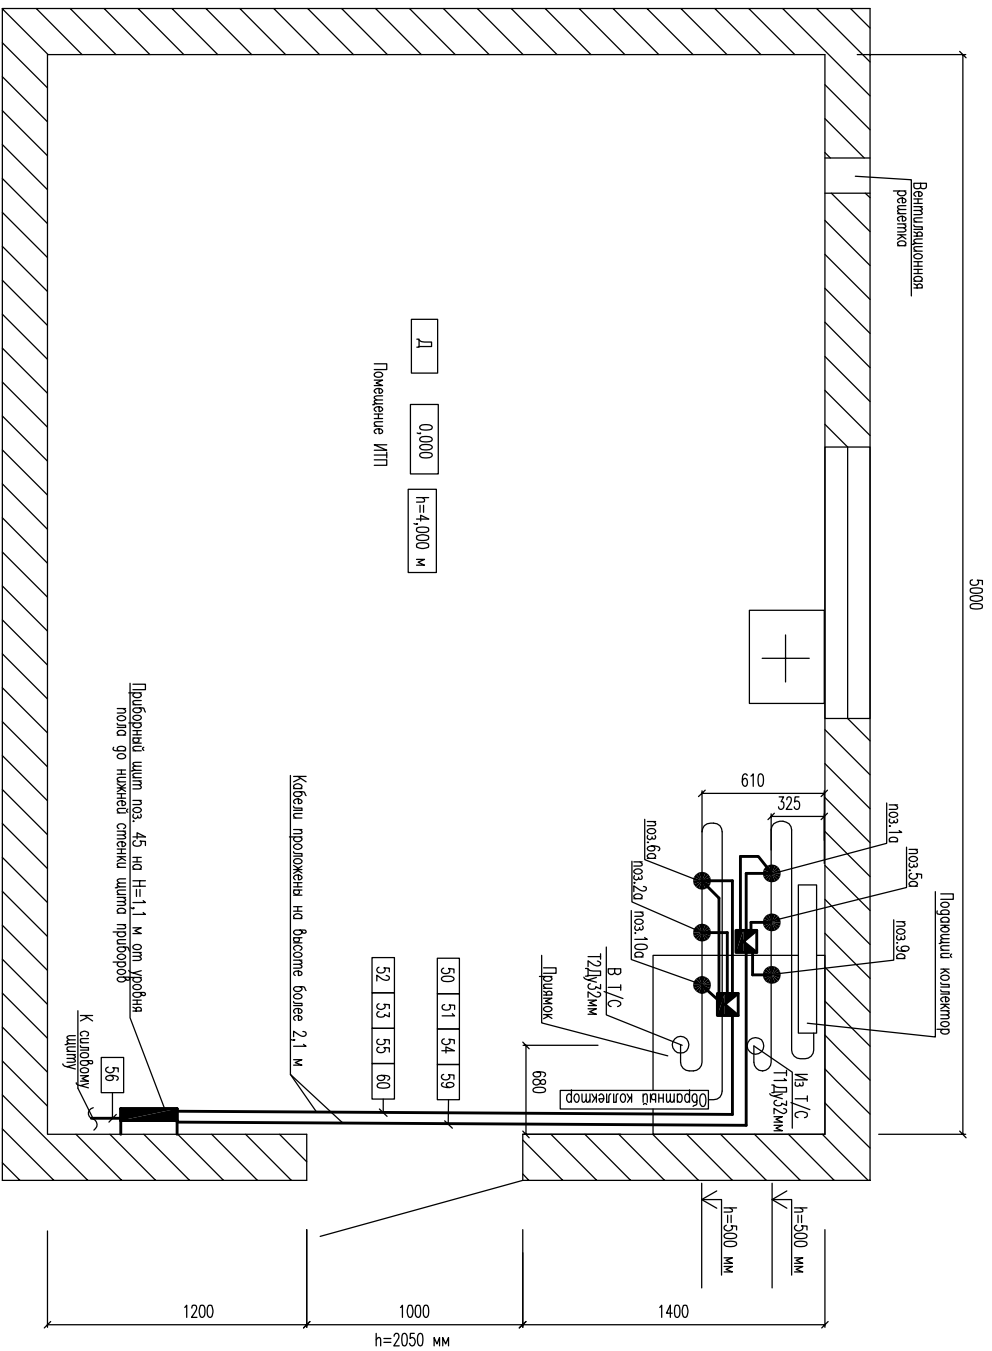 Вентиляционная
решетка
5000
Д
0,000
h=4,000 м
Помещение ИТП
610
325
поз.1а
поз.5а
поз.9а
Подающий коллектор
поз.6а
поз.2а
поз.10а
В Т/С
Т2Ду32мм
Приямок
Из Т/С
Т1Ду32мм
680
Обратный коллектор
50 51 54 59
52 53 55 60
Кабели проложены на высоте более 2,1 м
Приборный щит поз. 45 на Н=1,1 м от уровня
пола до нижней стенки щита приборов
К силовому
щиту
56
h=500 мм
h=500 мм
1200
1000
1400
h=2050 мм